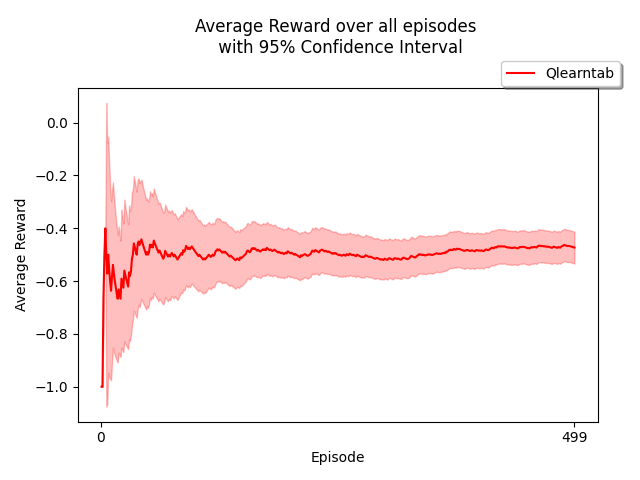 Average Reward over all episodes
with 95% Confidence Interval
Qlearntab
0.0
−0.2
−0.4
−0.6
−0.8
−1.0
Average Reward
0
499
Episode